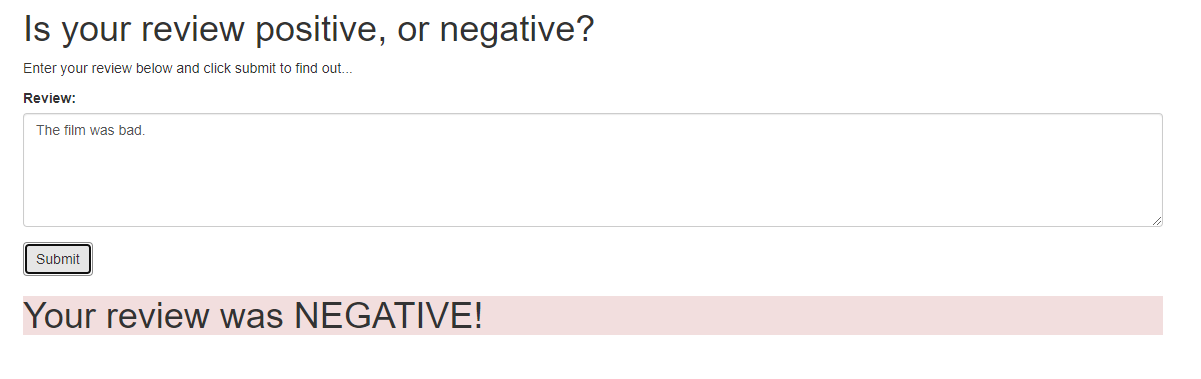 Is your review positive, or negative?
Enter your review below and click submit to find out...
Review:
The film was bad.
Submit
Your review was NEGATIVE!